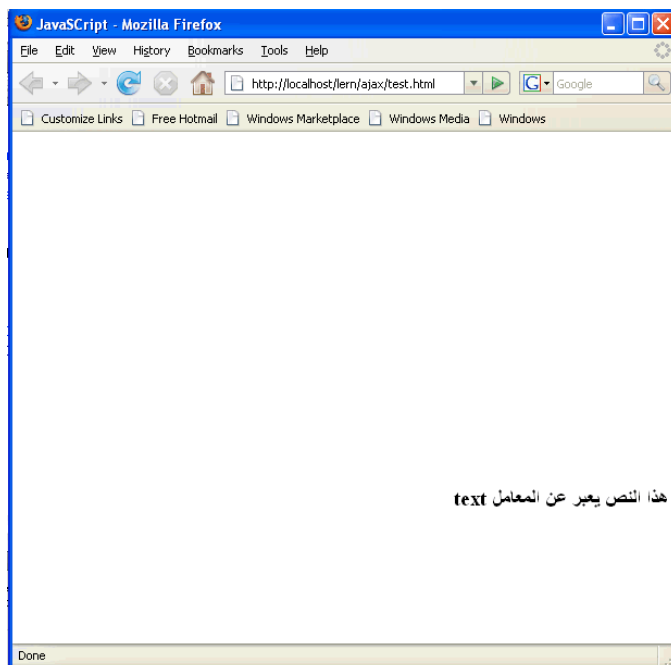 JavaSCript - Mozilla Firefox
File Edit View History Bookmarks Tools Help
http://localhost/lern/ajax/test.html G Google
Customize Links Free Hotmail Windows Marketplace Windows Media Windows
هذا النص يعبر عن المعامل text
Done